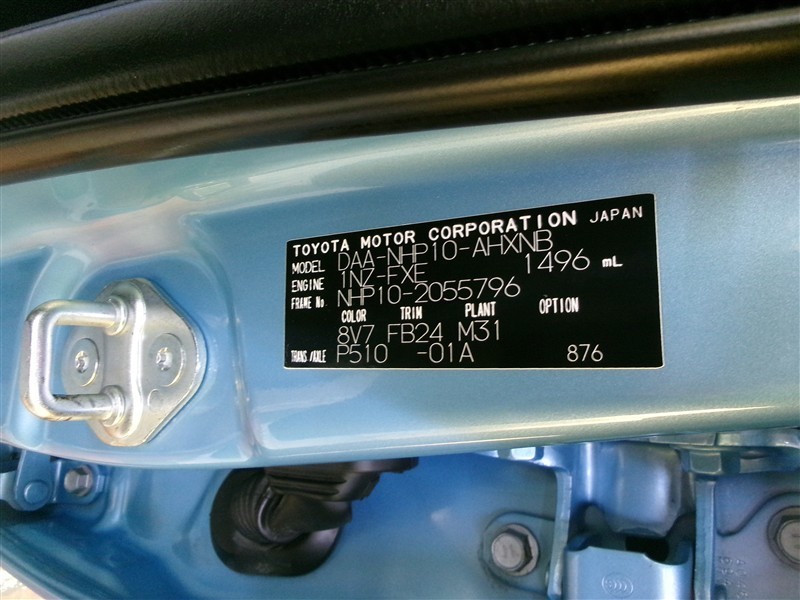 TOYOTA MOTOR CORPORATION JAPAN
MODEL DAA-NHP10-AHXNB
ENGINE 1NZ-FXE 1496 mL
FRAME No. NHP10-2055796
COLOR TRIM PLANT OPTION
8V7 FB24 M31
TRANS/AXLE P510 -01A 876